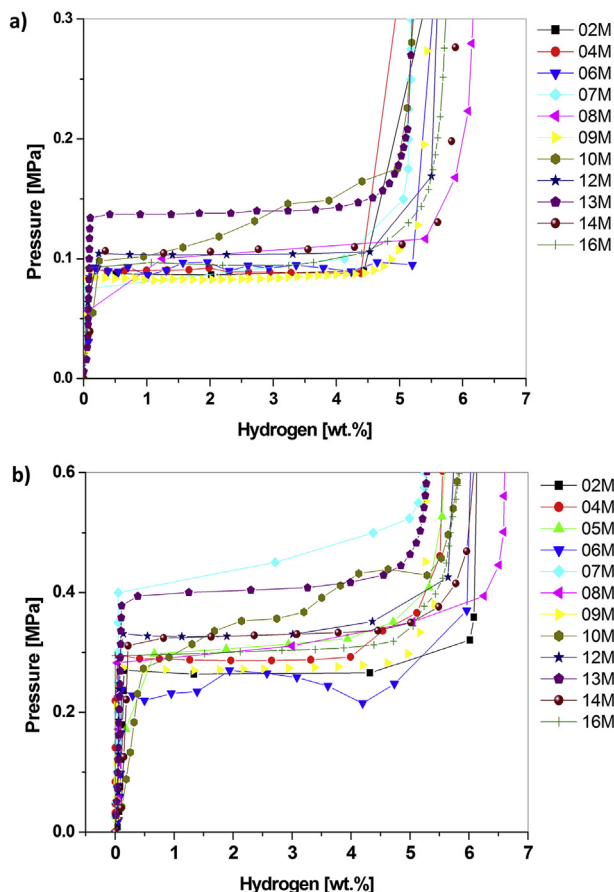 a)
Pressure [MPa]
0.3
0.2
0.1
0.0
0 1 2 3 4 5 6 7
Hydrogen [wt.%]
02M
04M
06M
07M
08M
09M
10M
12M
13M
14M
16M
b)
Pressure [MPa]
0.6
0.4
0.2
0.0
0 1 2 3 4 5 6 7
Hydrogen [wt.%]
02M
04M
05M
06M
07M
08M
09M
10M
12M
13M
14M
16M